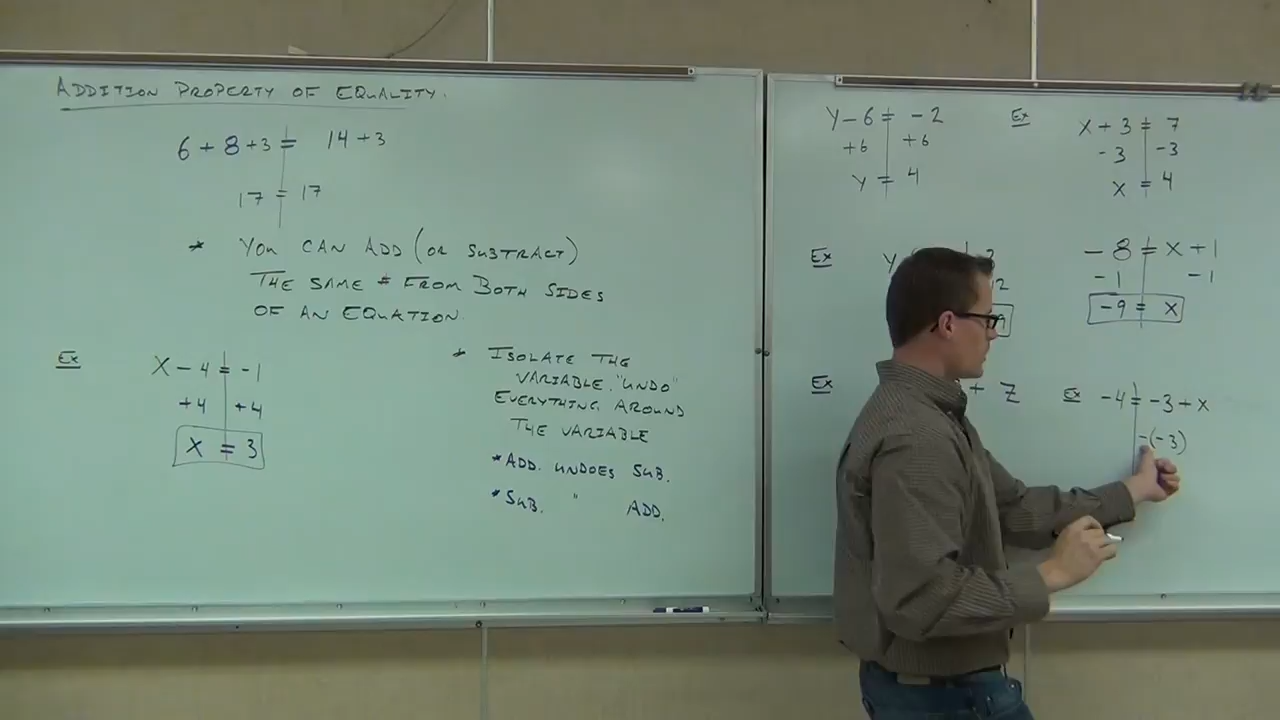 ADDITION PROPERTY OF EQUALITY.
6 + 8 + 3 = 14 + 3
17 = 17
* YOU CAN ADD (OR SUBTRACT)
THE SAME # FROM BOTH SIDES
OF AN EQUATION.
Ex X - 4 = -1
+4 +4
X = 3
* ISOLATE THE
VARIABLE. "UNDO"
EVERYTHING AROUND
THE VARIABLE
* ADD. UNDOES SUB.
* SUB. " ADD.
Y - 6 = -2
+6 +6
Y = 4
Ex X + 3 = 7
-3 -3
X = 4
Ex Y
-8 = X + 1
-1 -1
-9 = X
Ex + Z
Ex -4 = -3 + X
-(-3)